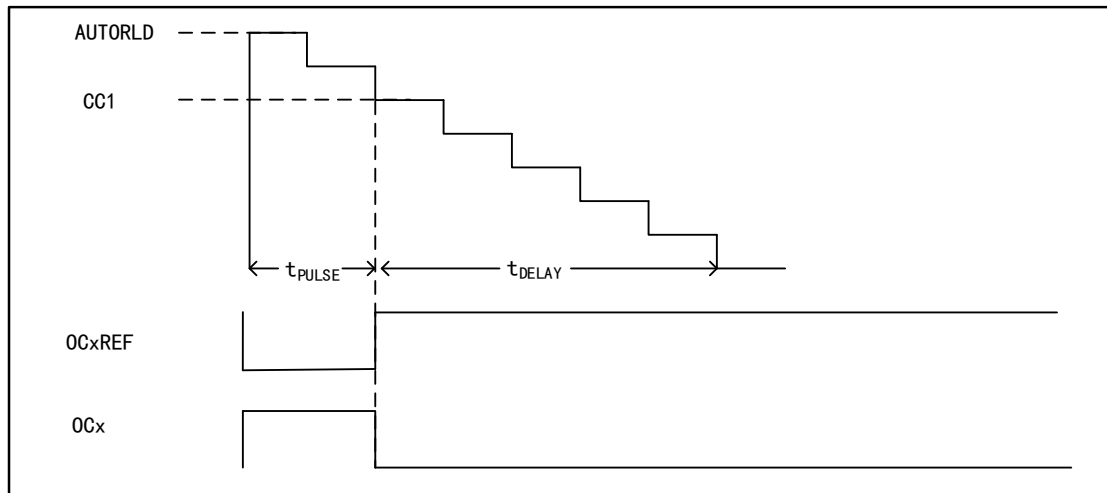 AUTORLD
CC1
tPULSE
tDELAY
OCxREF
OCx